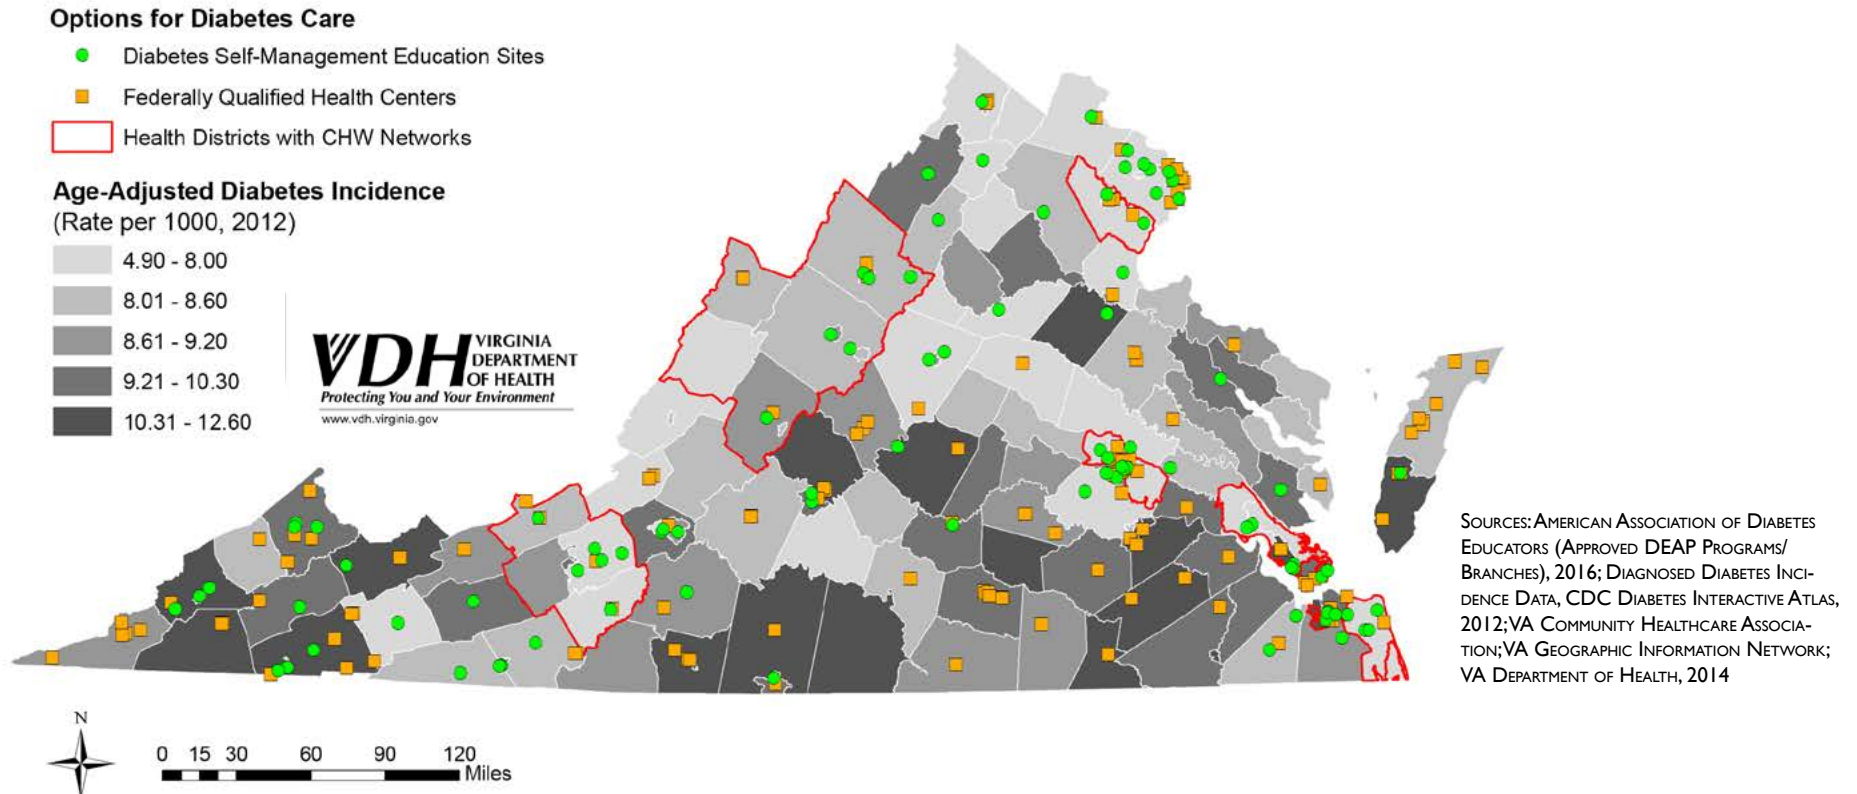 Options for Diabetes Care
Diabetes Self-Management Education Sites
Federally Qualified Health Centers
Health Districts with CHW Networks
Age-Adjusted Diabetes Incidence
(Rate per 1000, 2012)
4.90 - 8.00
8.01 - 8.60
8.61 - 9.20
9.21 - 10.30
10.31 - 12.60
VDH VIRGINIA
DEPARTMENT
OF HEALTH
Protecting You and Your Environment
www.vdh.virginia.gov
SOURCES: AMERICAN ASSOCIATION OF DIABETES
EDUCATORS (APPROVED DEAP PROGRAMS/
BRANCHES), 2016; DIAGNOSED DIABETES INCI-
DENCE DATA, CDC DIABETES INTERACTIVE ATLAS,
2012; VA COMMUNITY HEALTHCARE ASSOCIA-
TION; VA GEOGRAPHIC INFORMATION NETWORK;
VA DEPARTMENT OF HEALTH, 2014
N
0 15 30 60 90 120
Miles